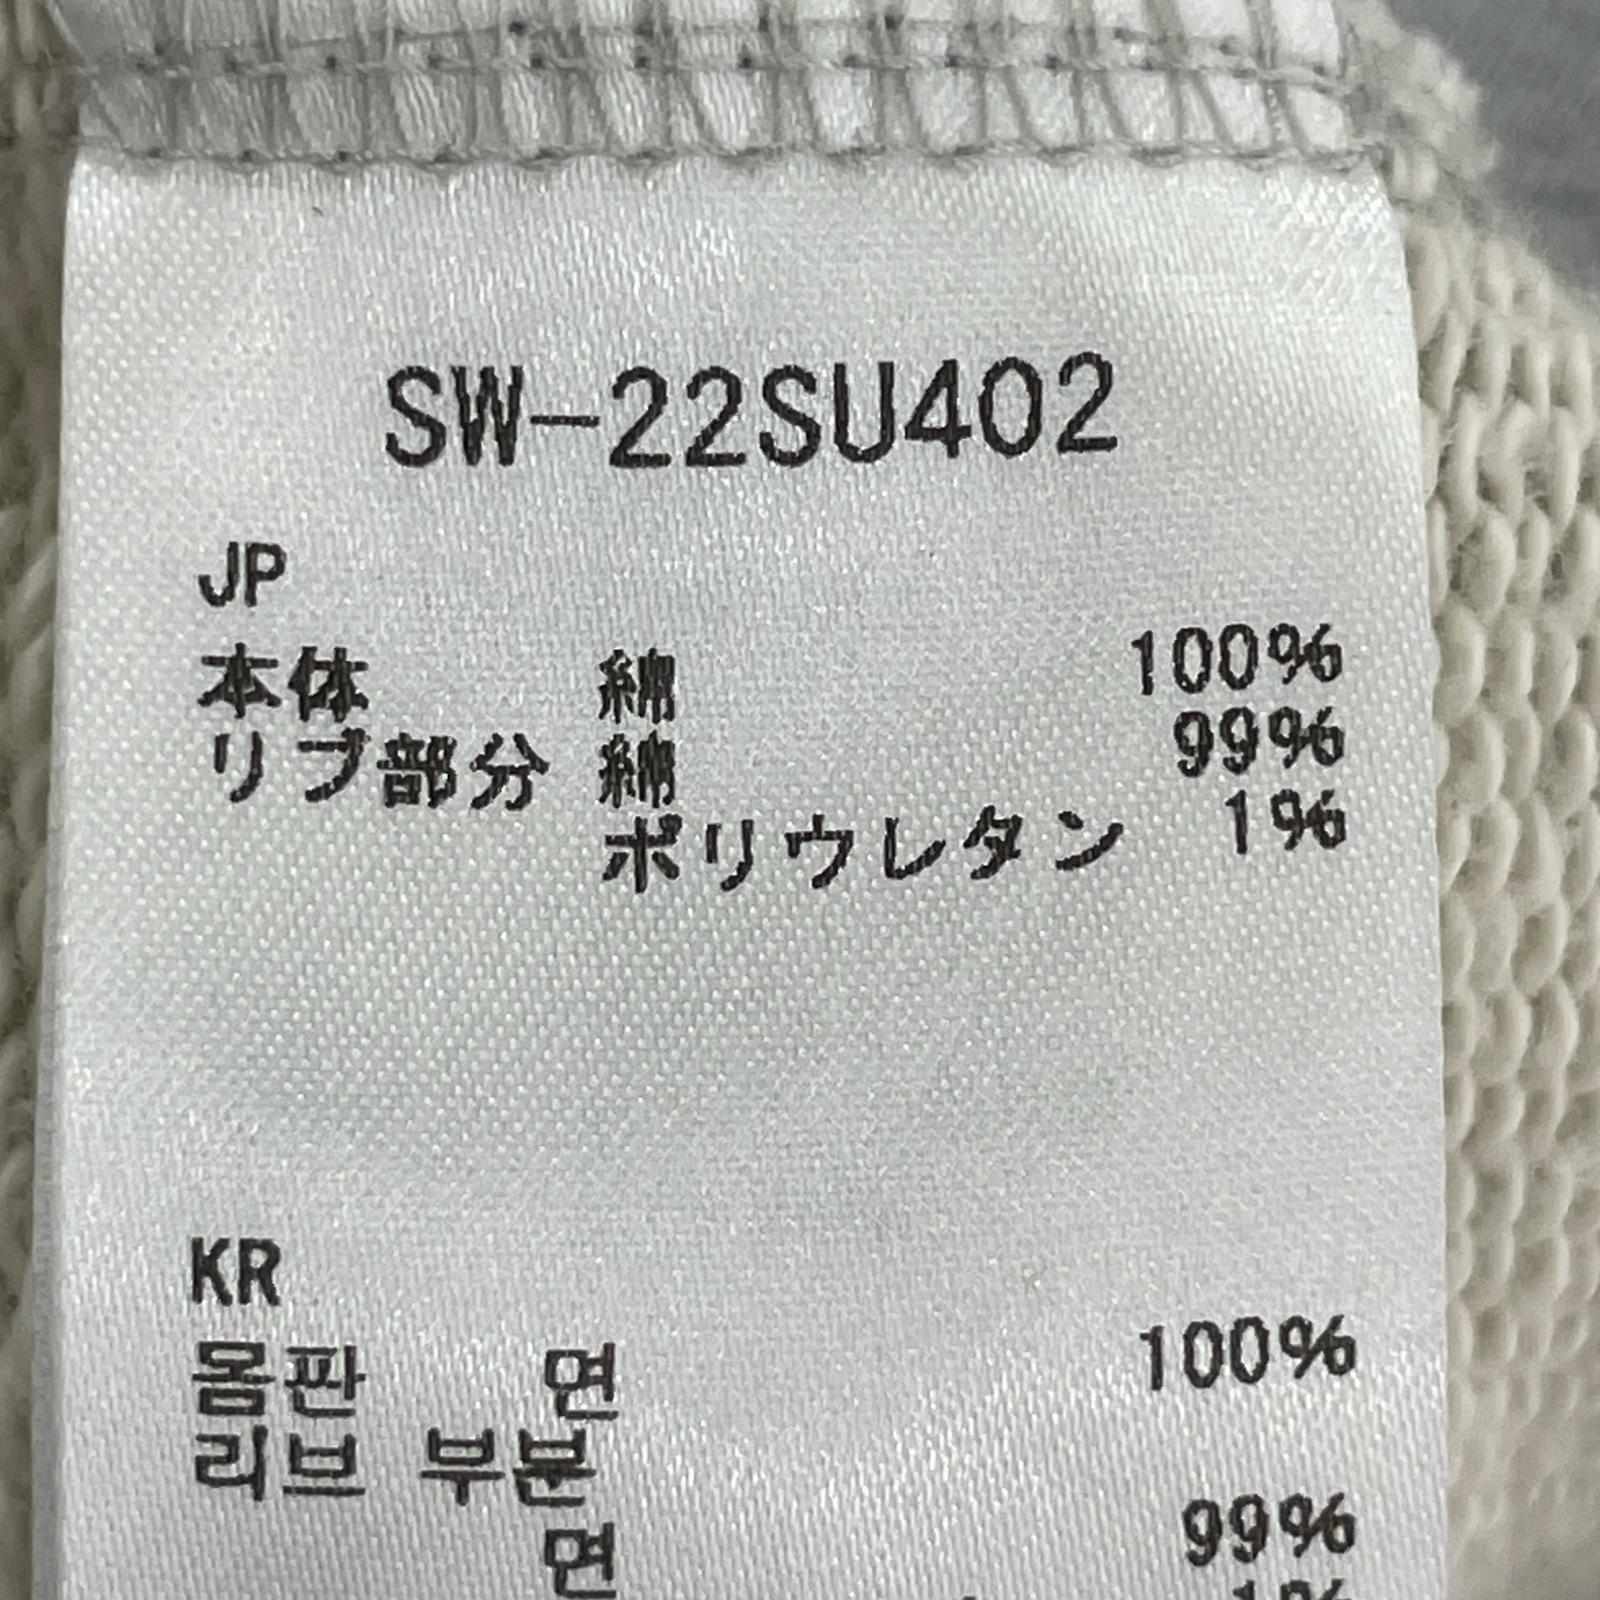 SW-22SU402
JP
本体 綿 100%
リブ部分 綿 99%
ポリウレタン 1%
KR
몸판 면 100%
리브 부분
면 99%
1%